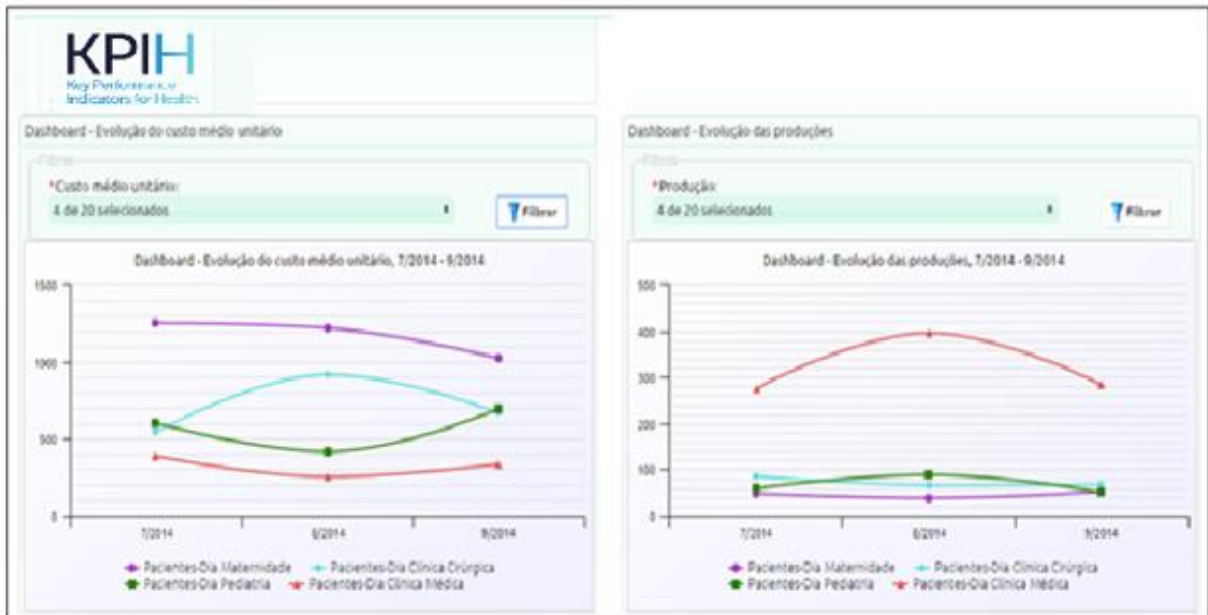 KPIH
Key Performance
Indicators for Health
Dashboard - Evolução do custo médio unitário
Filtros
*Custo médio unitário:
4 de 20 selecionados
Filtrar
Dashboard - Evolução do custo médio unitário, 7/2014 - 9/2014
1500
1000
500
0
7/2014
8/2014
9/2014
Pacientes-Dia Maternidade
Pacientes-Dia Clínica Cirúrgica
Pacientes-Dia Pediatria
Pacientes-Dia Clínica Médica
Dashboard - Evolução das produções
Filtros
*Produção:
4 de 20 selecionados
Filtrar
Dashboard - Evolução das produções, 7/2014 - 9/2014
500
400
300
200
100
0
7/2014
8/2014
9/2014
Pacientes-Dia Maternidade
Pacientes-Dia Clínica Cirúrgica
Pacientes-Dia Pediatria
Pacientes-Dia Clínica Médica